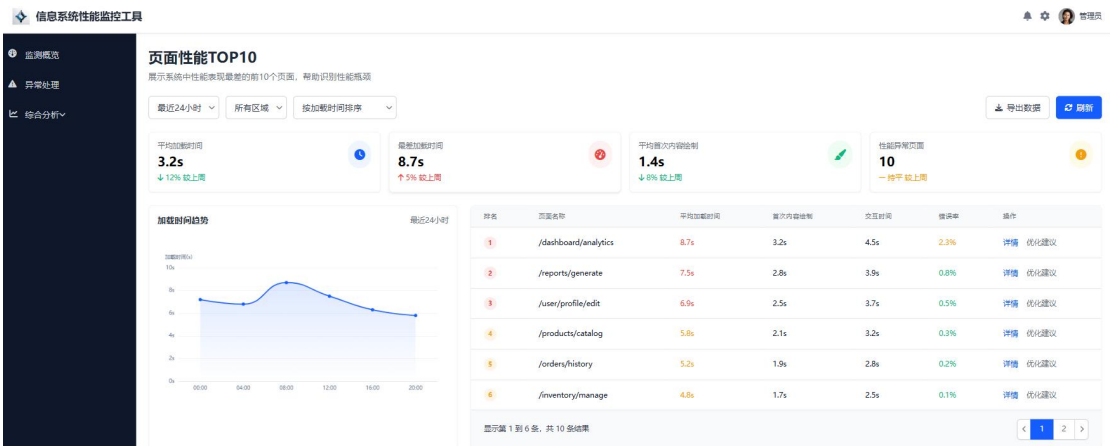 信息系统性能监控工具
管理员
监测概览
异常处理
综合分析
页面性能TOP10
展示系统中性能表现最差的前10个页面，帮助识别性能瓶颈
最近24小时 所有区域 按加载时间排序 导出数据 刷新
平均加载时间
3.2s
↓ 12% 较上周
最差加载时间
8.7s
↑ 5% 较上周
平均首次内容绘制
1.4s
↓ 8% 较上周
性能异常页面
10
一 持平 较上周
加载时间趋势 最近24小时
加载时间(s)
10s
8s
6s
4s
2s
0s
00:00 04:00 08:00 12:00 16:00 20:00
排名 页面名称 平均加载时间 首次内容绘制 交互时间 错误率 操作
1 /dashboard/analytics 8.7s 3.2s 4.5s 2.3% 详情 优化建议
2 /reports/generate 7.5s 2.8s 3.9s 0.8% 详情 优化建议
3 /user/profile/edit 6.9s 2.5s 3.7s 0.5% 详情 优化建议
4 /products/catalog 5.8s 2.1s 3.2s 0.3% 详情 优化建议
5 /orders/history 5.2s 1.9s 2.8s 0.2% 详情 优化建议
6 /inventory/manage 4.8s 1.7s 2.5s 0.1% 详情 优化建议
显示第 1 到 6 条，共 10 条结果
1 2